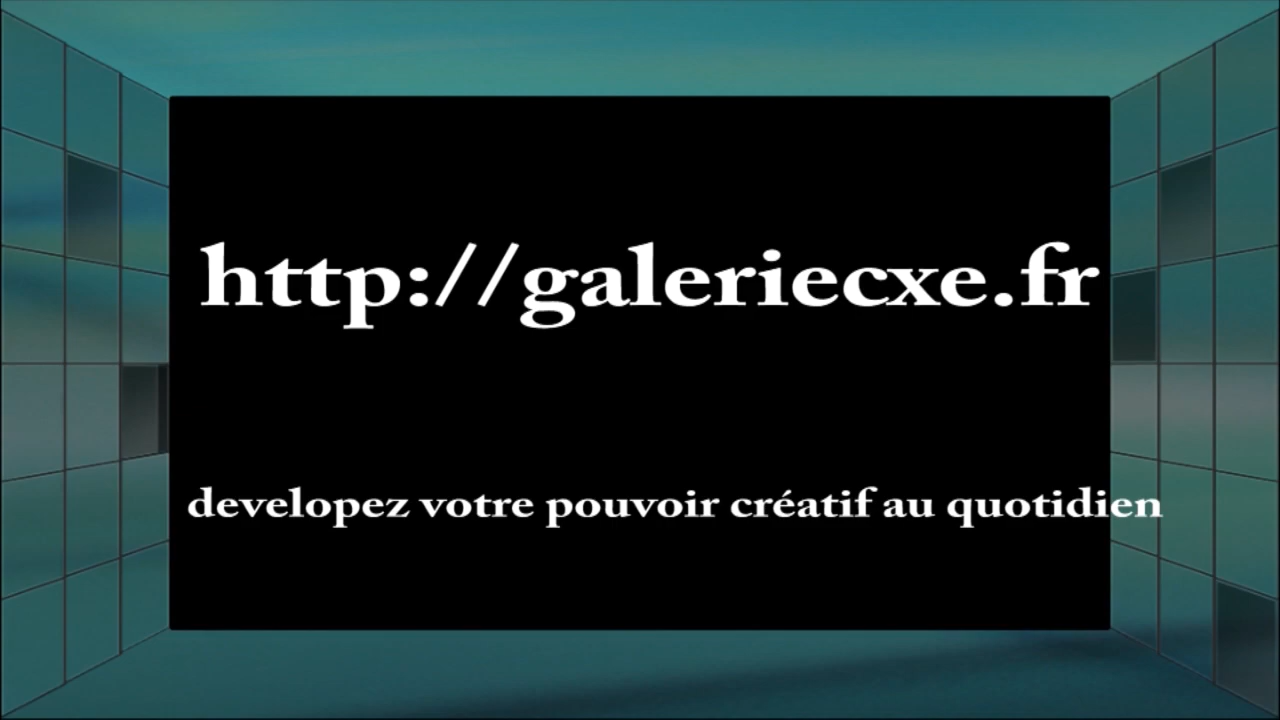 http://galeriecxe.fr
developez votre pouvoir créatif au quotidien